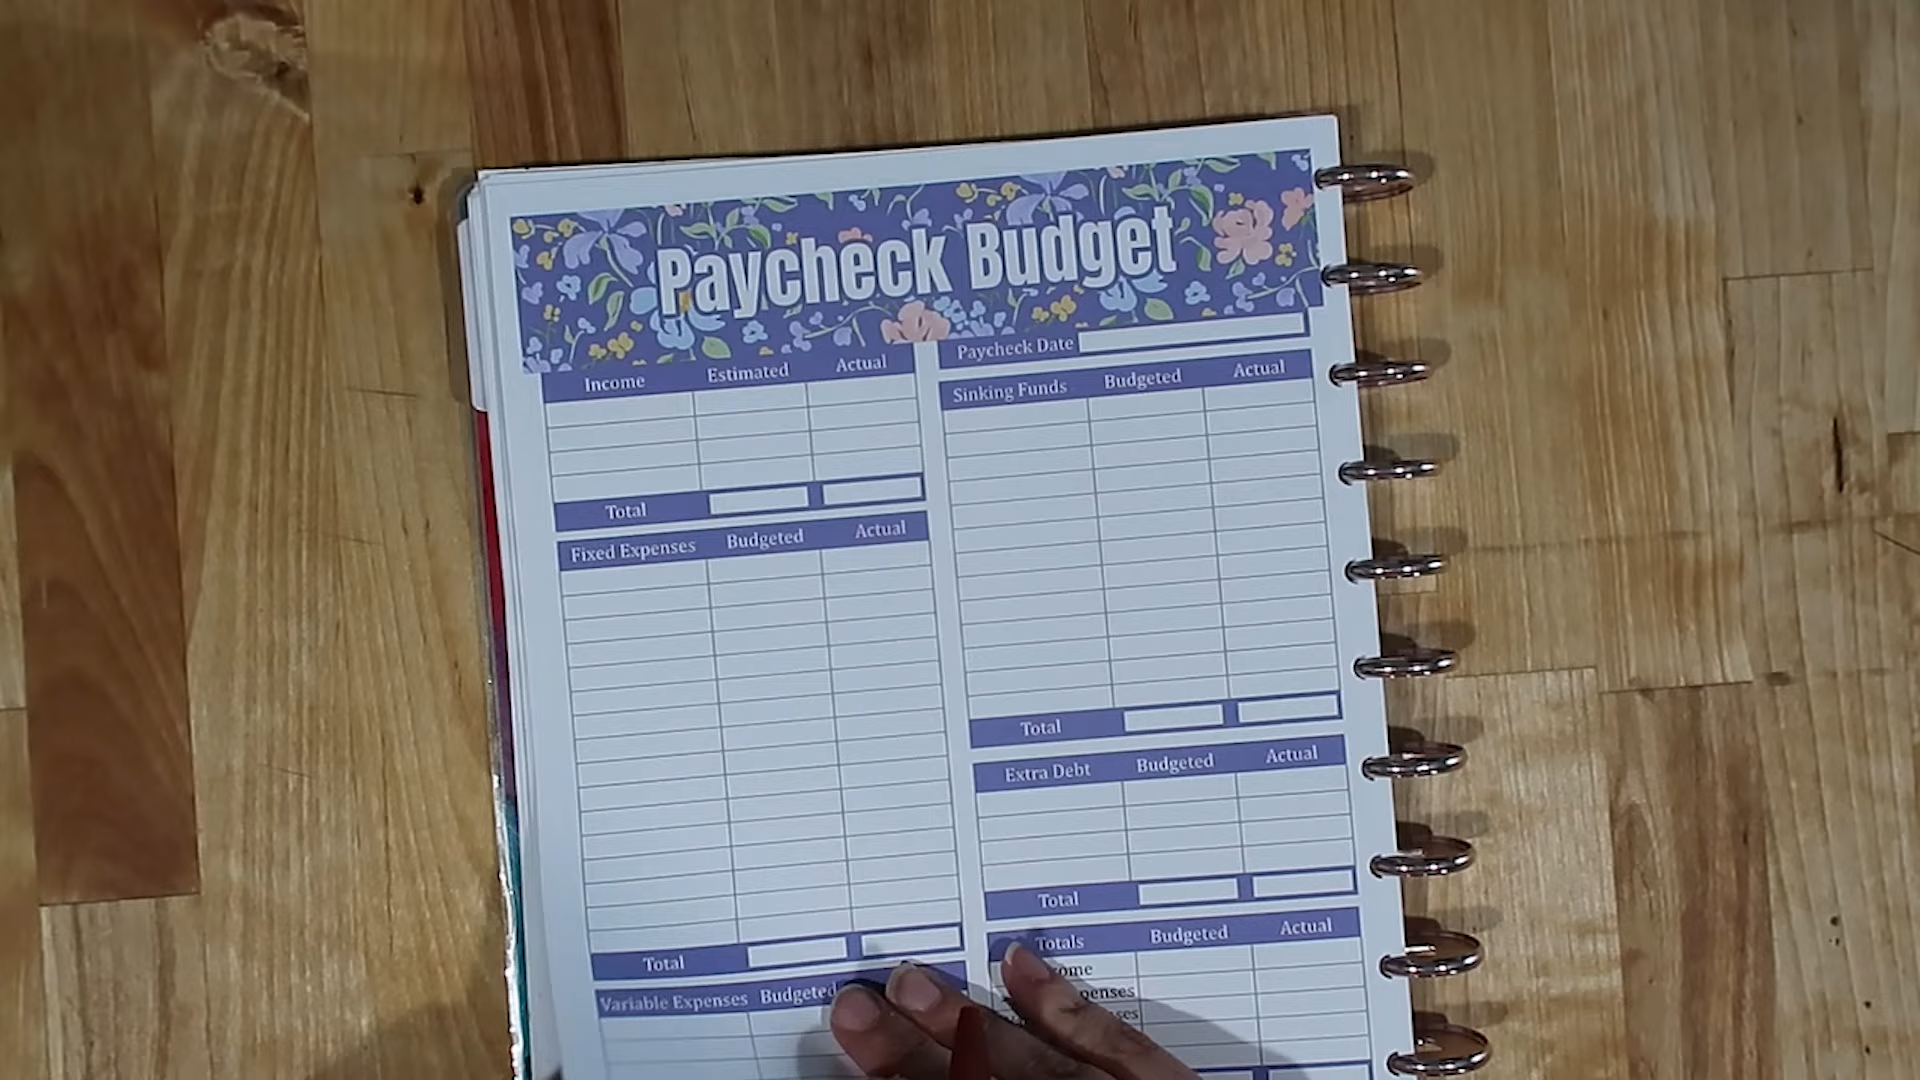 Paycheck Budget
Paycheck Date
Income Estimated Actual
Total
Fixed Expenses Budgeted Actual
Total
Variable Expenses Budgeted
Sinking Funds Budgeted Actual
Total
Extra Debt Budgeted Actual
Total
Totals Budgeted Actual